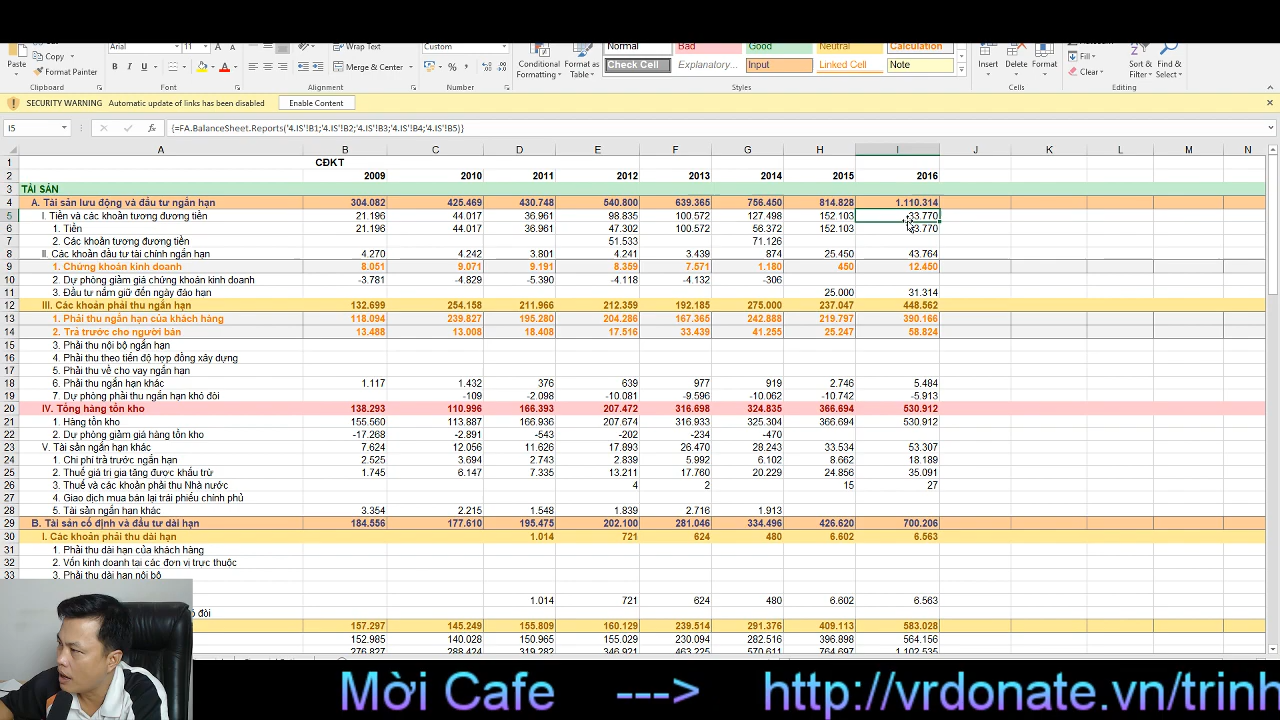 Paste
Copy
Format Painter
Clipboard
Arial
11
B I U
Font
Wrap Text
Merge & Center
Alignment
Custom
Number
Conditional Formatting
Format as Table
Normal Bad Good Neutral Calculation
Check Cell Explanatory... Input Linked Cell Note
Styles
Insert Delete Format
Cells
Fill
Clear
Sort & Filter
Find & Select
Editing
SECURITY WARNING Automatic update of links has been disabled Enable Content
I5 fx {=FA.BalanceSheet.Reports('4.IS'!B1;'4.IS'!B2;'4.IS'!B3;'4.IS'!B4;'4.IS'!B5)}
A B C D E F G H I J K L M N
1 CĐKT
2 2009 2010 2011 2012 2013 2014 2015 2016
3 TÀI SẢN
4 A. Tài sản lưu động và đầu tư ngắn hạn 304.082 425.469 430.748 540.800 639.365 756.450 814.828 1.110.314
5 I. Tiền và các khoản tương đương tiền 21.196 44.017 36.961 98.835 100.572 127.498 152.103 33.770
6 1. Tiền 21.196 44.017 36.961 47.302 100.572 56.372 152.103 33.770
7 2. Các khoản tương đương tiền 51.533 71.126
8 II. Các khoản đầu tư tài chính ngắn hạn 4.270 4.242 3.801 4.241 3.439 874 25.450 43.764
9 1. Chứng khoán kinh doanh 8.051 9.071 9.191 8.359 7.571 1.180 450 12.450
10 2. Dự phòng giảm giá chứng khoán kinh doanh -3.781 -4.829 -5.390 -4.118 -4.132 -306
11 3. Đầu tư nắm giữ đến ngày đáo hạn 25.000 31.314
12 III. Các khoản phải thu ngắn hạn 132.699 254.158 211.966 212.359 192.185 275.000 237.047 448.562
13 1. Phải thu ngắn hạn của khách hàng 118.094 239.827 195.280 204.286 167.365 242.888 219.797 390.166
14 2. Trả trước cho người bán 13.488 13.008 18.408 17.516 33.439 41.255 25.247 58.824
15 3. Phải thu nội bộ ngắn hạn
16 4. Phải thu theo tiến độ hợp đồng xây dựng
17 5. Phải thu về cho vay ngắn hạn
18 6. Phải thu ngắn hạn khác 1.117 1.432 376 639 977 919 2.746 5.484
19 7. Dự phòng phải thu ngắn hạn khó đòi -109 -2.098 -10.081 -9.596 -10.062 -10.742 -5.913
20 IV. Tổng hàng tồn kho 138.293 110.996 166.393 207.472 316.698 324.835 366.694 530.912
21 1. Hàng tồn kho 155.560 113.887 166.936 207.674 316.933 325.304 366.694 530.912
22 2. Dự phòng giảm giá hàng tồn kho -17.268 -2.891 -543 -202 -234 -470
23 V. Tài sản ngắn hạn khác 7.624 12.056 11.626 17.893 26.470 28.243 33.534 53.307
24 1. Chi phí trả trước ngắn hạn 2.525 3.694 2.743 2.839 5.992 6.102 8.662 18.189
25 2. Thuế giá trị gia tăng được khấu trừ 1.745 6.147 7.335 13.211 17.760 20.229 24.856 35.091
26 3. Thuế và các khoản phải thu Nhà nước 4 2 15 27
27 4. Giao dịch mua bán lại trái phiếu chính phủ
28 5. Tài sản ngắn hạn khác 3.354 2.215 1.548 1.839 2.716 1.913
29 B. Tài sản cố định và đầu tư dài hạn 184.556 177.610 195.475 202.100 281.046 334.496 426.620 700.206
30 I. Các khoản phải thu dài hạn 1.014 721 624 480 6.602 6.563
31 1. Phải thu dài hạn của khách hàng
32 2. Vốn kinh doanh tại các đơn vị trực thuộc
33 3. Phải thu dài hạn nội bộ
1.014 721 624 480 6.602 6.563
đòi
157.297 145.249 155.809 160.129 239.514 291.376 409.113 583.028
152.985 140.028 150.965 155.029 230.094 282.516 396.898 564.156
276.827 288.424 319.282 346.921 463.225 570.611 764.697 1.102.535
Mời Cafe ---> http://vrdonate.vn/trinh